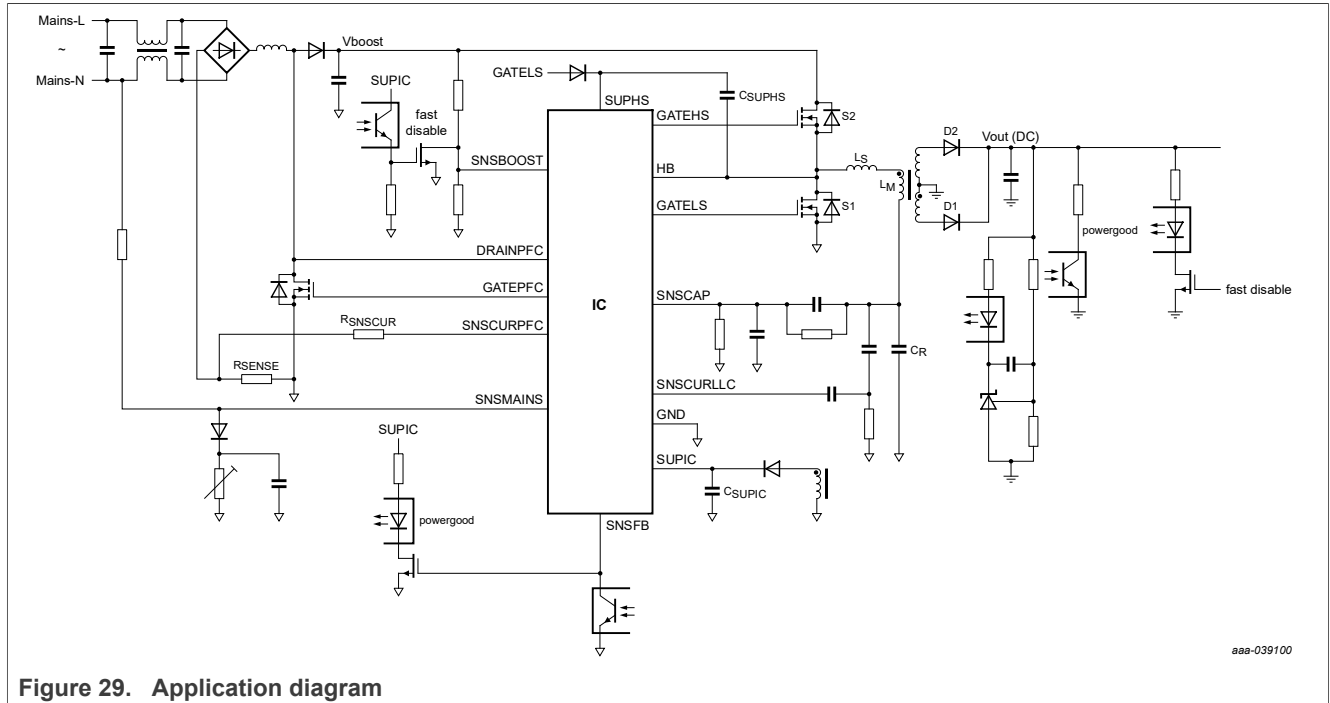 Mains-L
~
Mains-N
Vboost
SUPIC
fast
disable
GATELS
SUPHS
CSUPHS
GATEHS
S2
HB
LS
LM
D2
Vout (DC)
SNSBOOST
GATELS
S1
D1
powergood
fast disable
DRAINPFC
GATEPFC
IC
SNSCAP
RSNSCUR
SNSCURPFC
RSENSE
CR
SNSMAINS
SNSCURLLC
GND
SUPIC
SUPIC
CSUPIC
powergood
SNSFB
aaa-039100
Figure 29. Application diagram